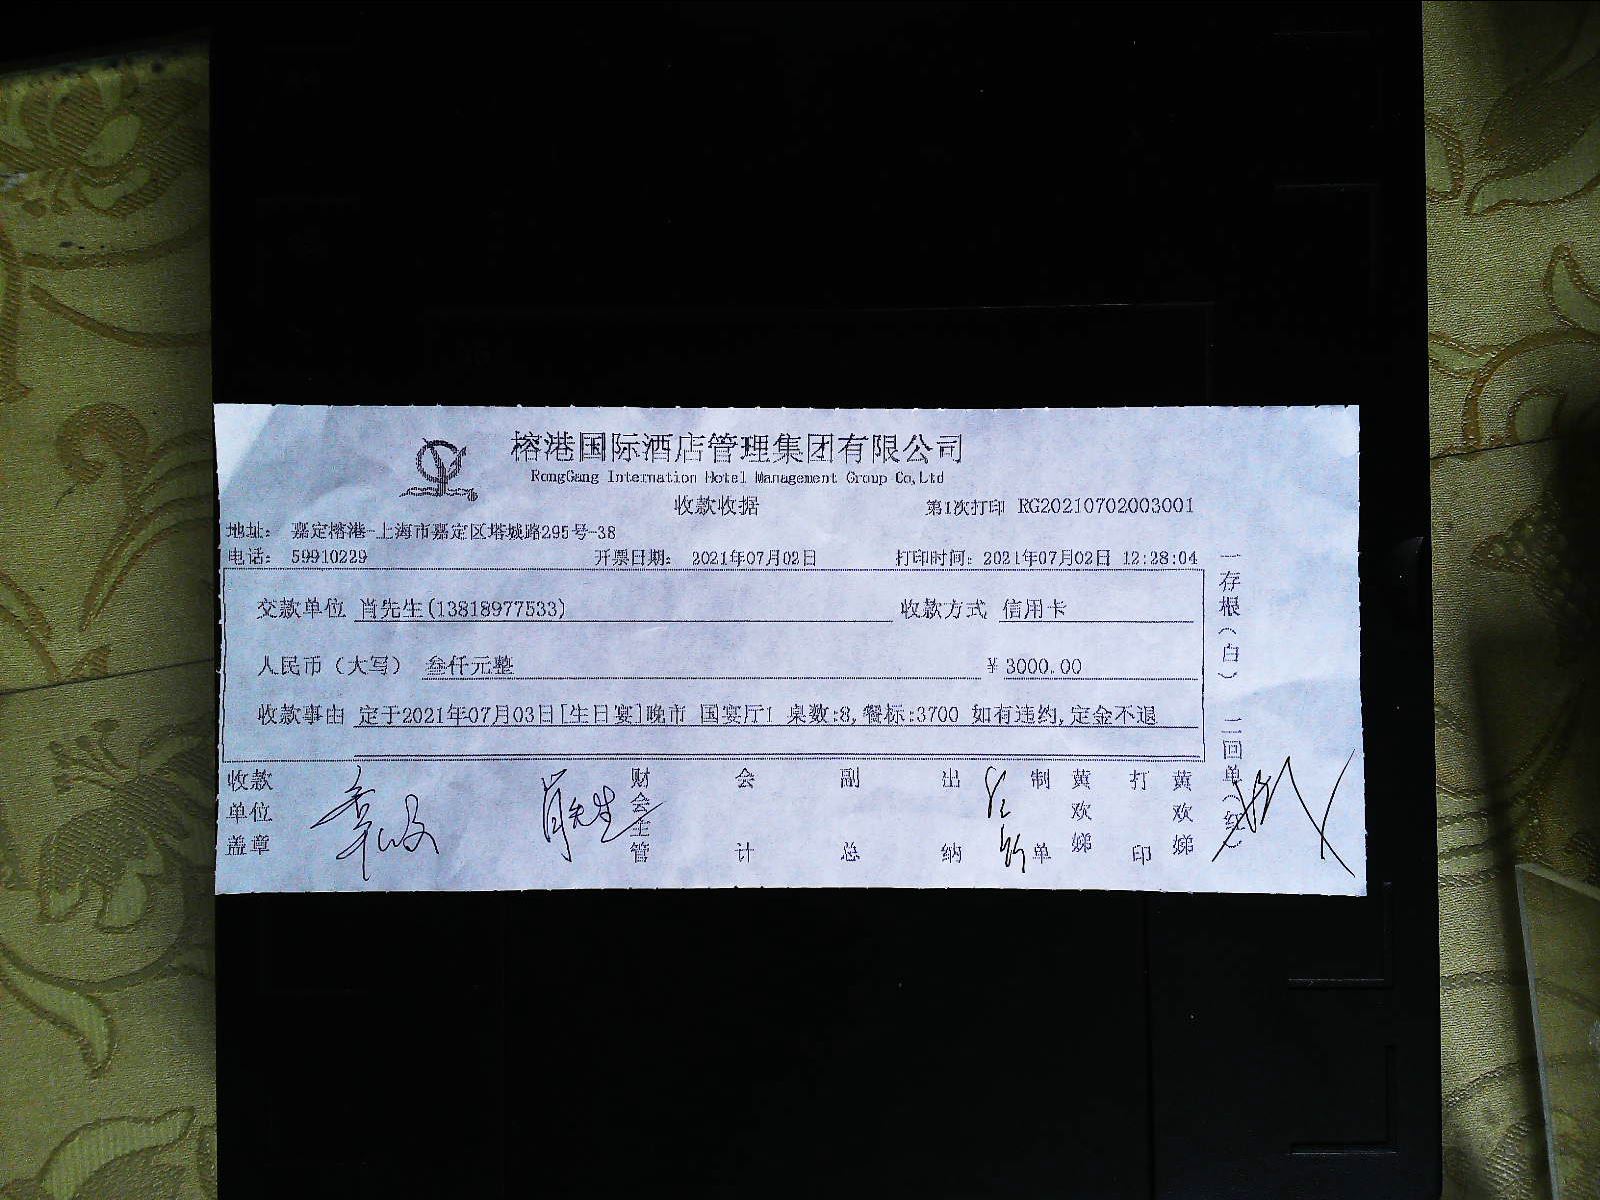 榕港国际酒店管理集团有限公司
RongGang Internation Hotel Management Group Co,Ltd
收款收据
第1次打印 RG20210702003001
地址： 嘉定榕港-上海市嘉定区塔城路295号-38
电话： 59910229 开票日期： 2021年07月02日 打印时间：2021年07月02日 12:28:04
交款单位 肖先生(13818977533) 收款方式 信用卡
人民币（大写） 叁仟元整 ￥3000.00
收款事由 定于2021年07月03日[生日宴]晚市 国宴厅1 桌数:8,餐标:3700 如有违约,定金不退
收款单位盖章
肖先生
财会主管
会计
副总
出纳
制单
黄欢娣
打印
黄欢娣
一存根(白) 二回单(红)